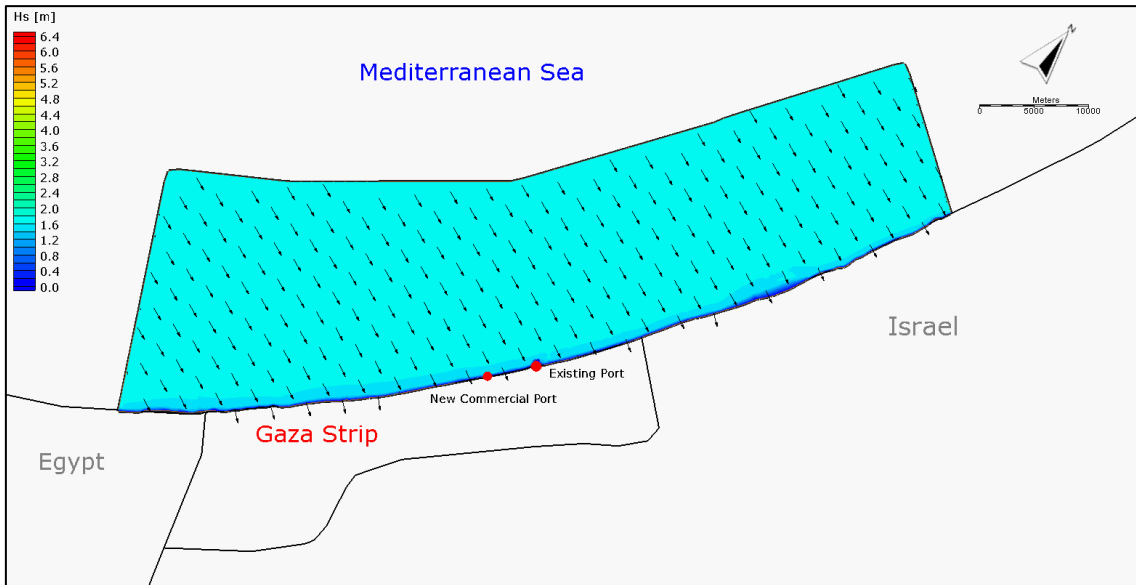 Hs [m]
6.4
6.0
5.6
5.2
4.8
4.4
4.0
3.6
3.2
2.8
2.4
2.0
1.6
1.2
0.8
0.4
0.0
Mediterranean Sea
N
Meters
0 5000 10000
Israel
Existing Port
New Commercial Port
Gaza Strip
Egypt